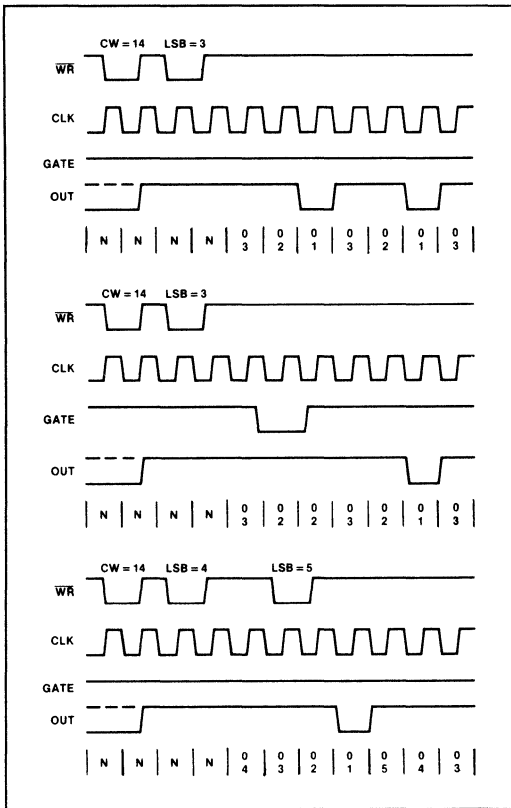 CW = 14 LSB = 3
WR
CLK
GATE
OUT
N N N N 0 0 0 0 0 0 0
3 2 1 3 2 1 3
CW = 14 LSB = 3
WR
CLK
GATE
OUT
N N N N 0 0 0 0 0 0 0
3 2 2 3 2 1 3
CW = 14 LSB = 4 LSB = 5
WR
CLK
GATE
OUT
N N N N 0 0 0 0 0 0 0
4 3 2 1 5 4 3